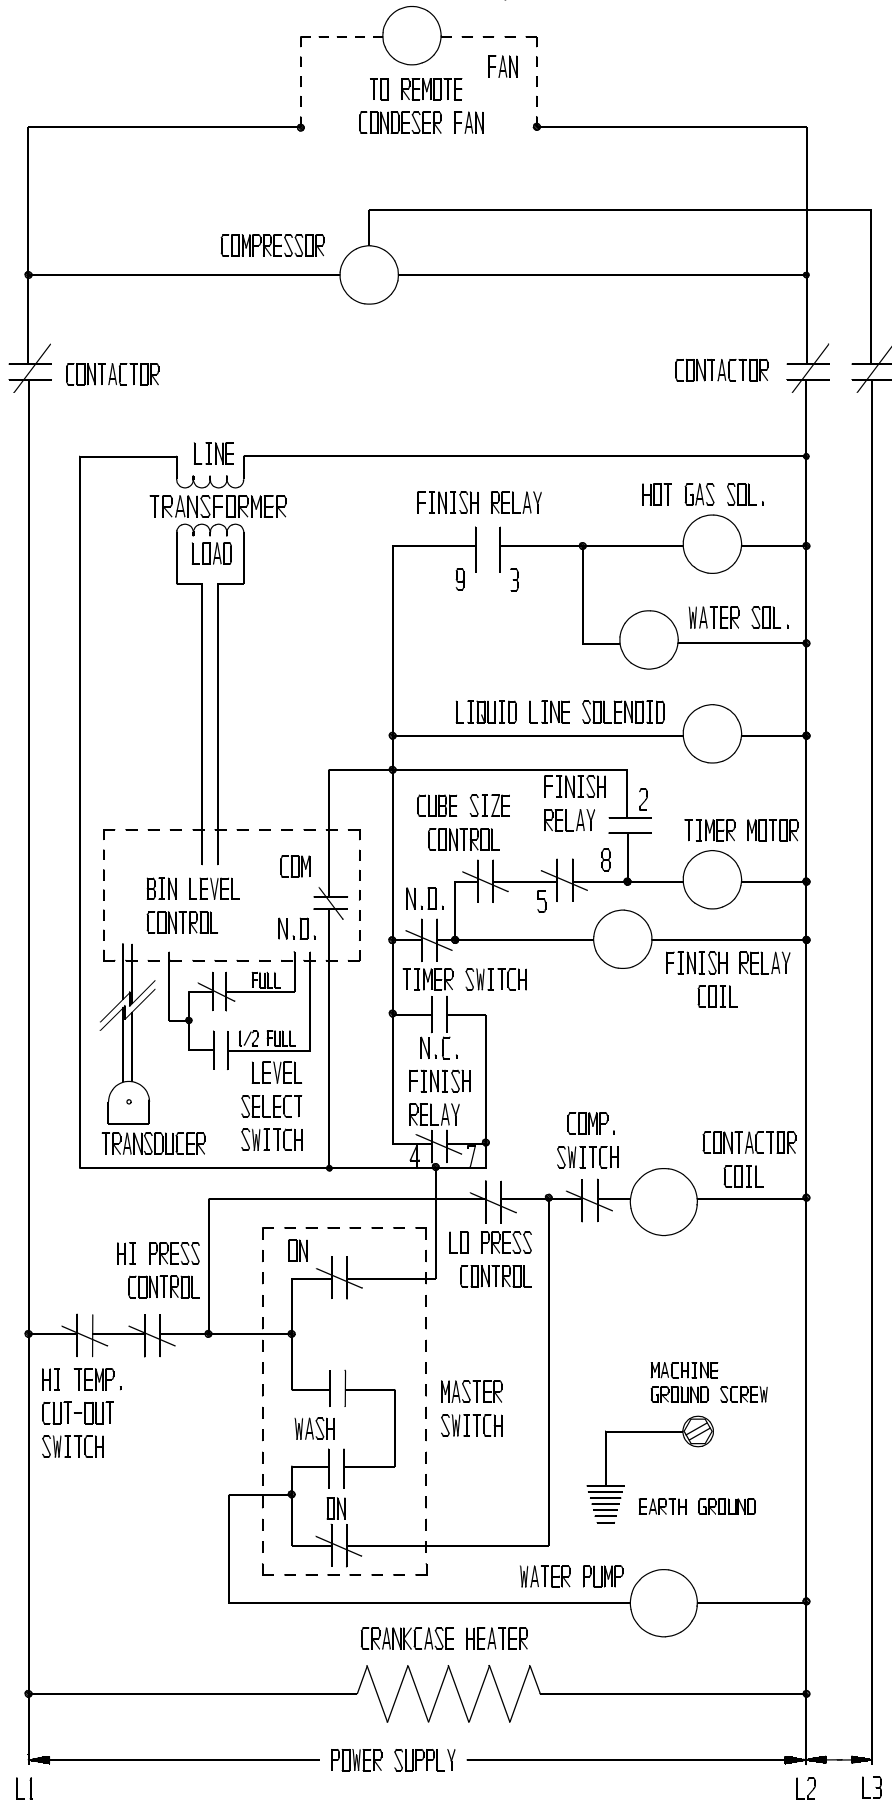 FAN
TO REMOTE
CONDESER FAN
COMPRESSOR
CONTACTOR
CONTACTOR
LINE
TRANSFORMER
LOAD
FINISH RELAY
9 3
HOT GAS SOL.
WATER SOL.
LIQUID LINE SOLENOID
CUBE SIZE
CONTROL
FINISH
RELAY
2
8
5
TIMER MOTOR
COM
BIN LEVEL
CONTROL
N.O.
N.O.
TIMER SWITCH
FINISH RELAY
COIL
FULL
1/2 FULL
LEVEL
SELECT
SWITCH
N.C.
FINISH
RELAY
4 7
TRANSDUCER
COMP.
SWITCH
CONTACTOR
COIL
HI PRESS
CONTROL
ON
LO PRESS
CONTROL
HI TEMP.
CUT-OUT
SWITCH
WASH
MASTER
SWITCH
ON
MACHINE
GROUND SCREW
EARTH GROUND
WATER PUMP
CRANKCASE HEATER
POWER SUPPLY
L1 L2 L3